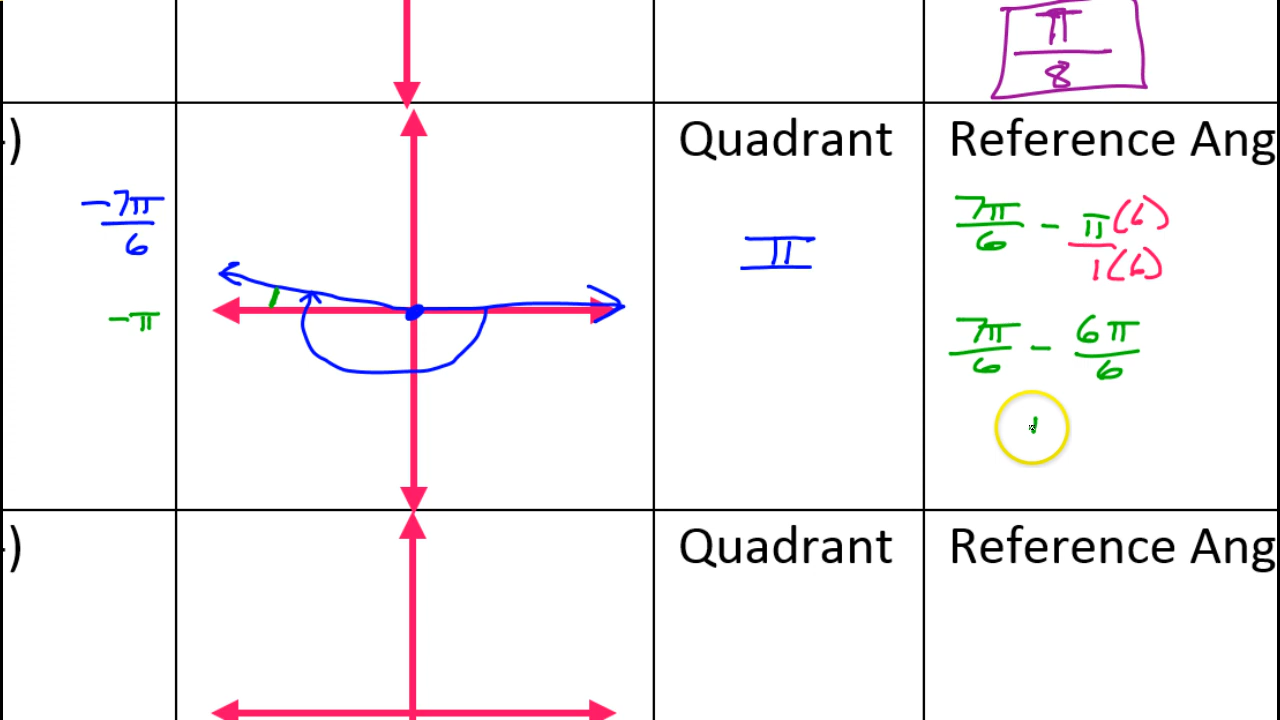 π
8
)
Quadrant
Reference Ang
-7π
6
II
7π/6 - π(6)/1(6)
-π
7π/6 - 6π/6
1
)
Quadrant
Reference Ang